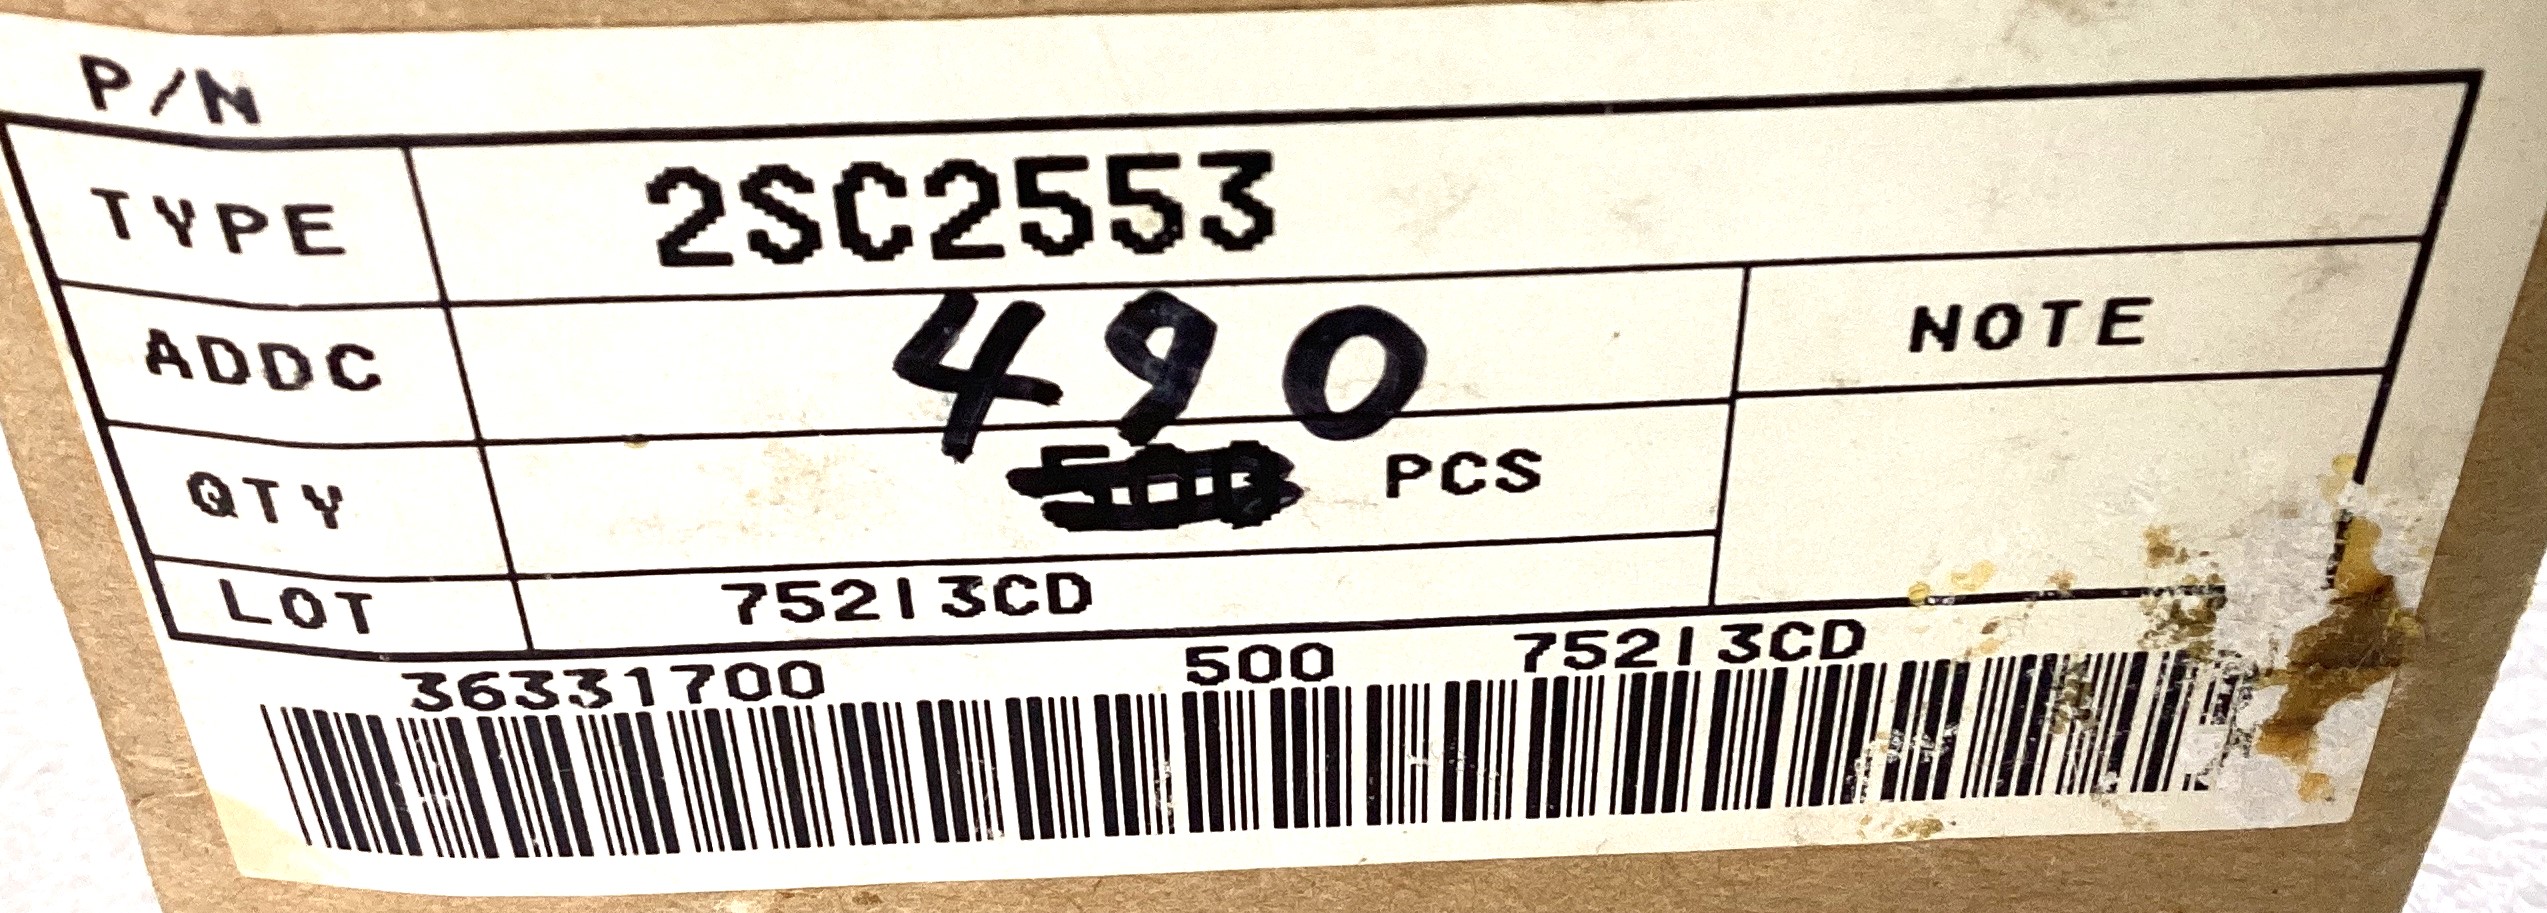 P/N
TYPE 2SC2553
ADDC 490 NOTE
QTY 500 PCS
LOT 75213CD
36331700 500 75213CD